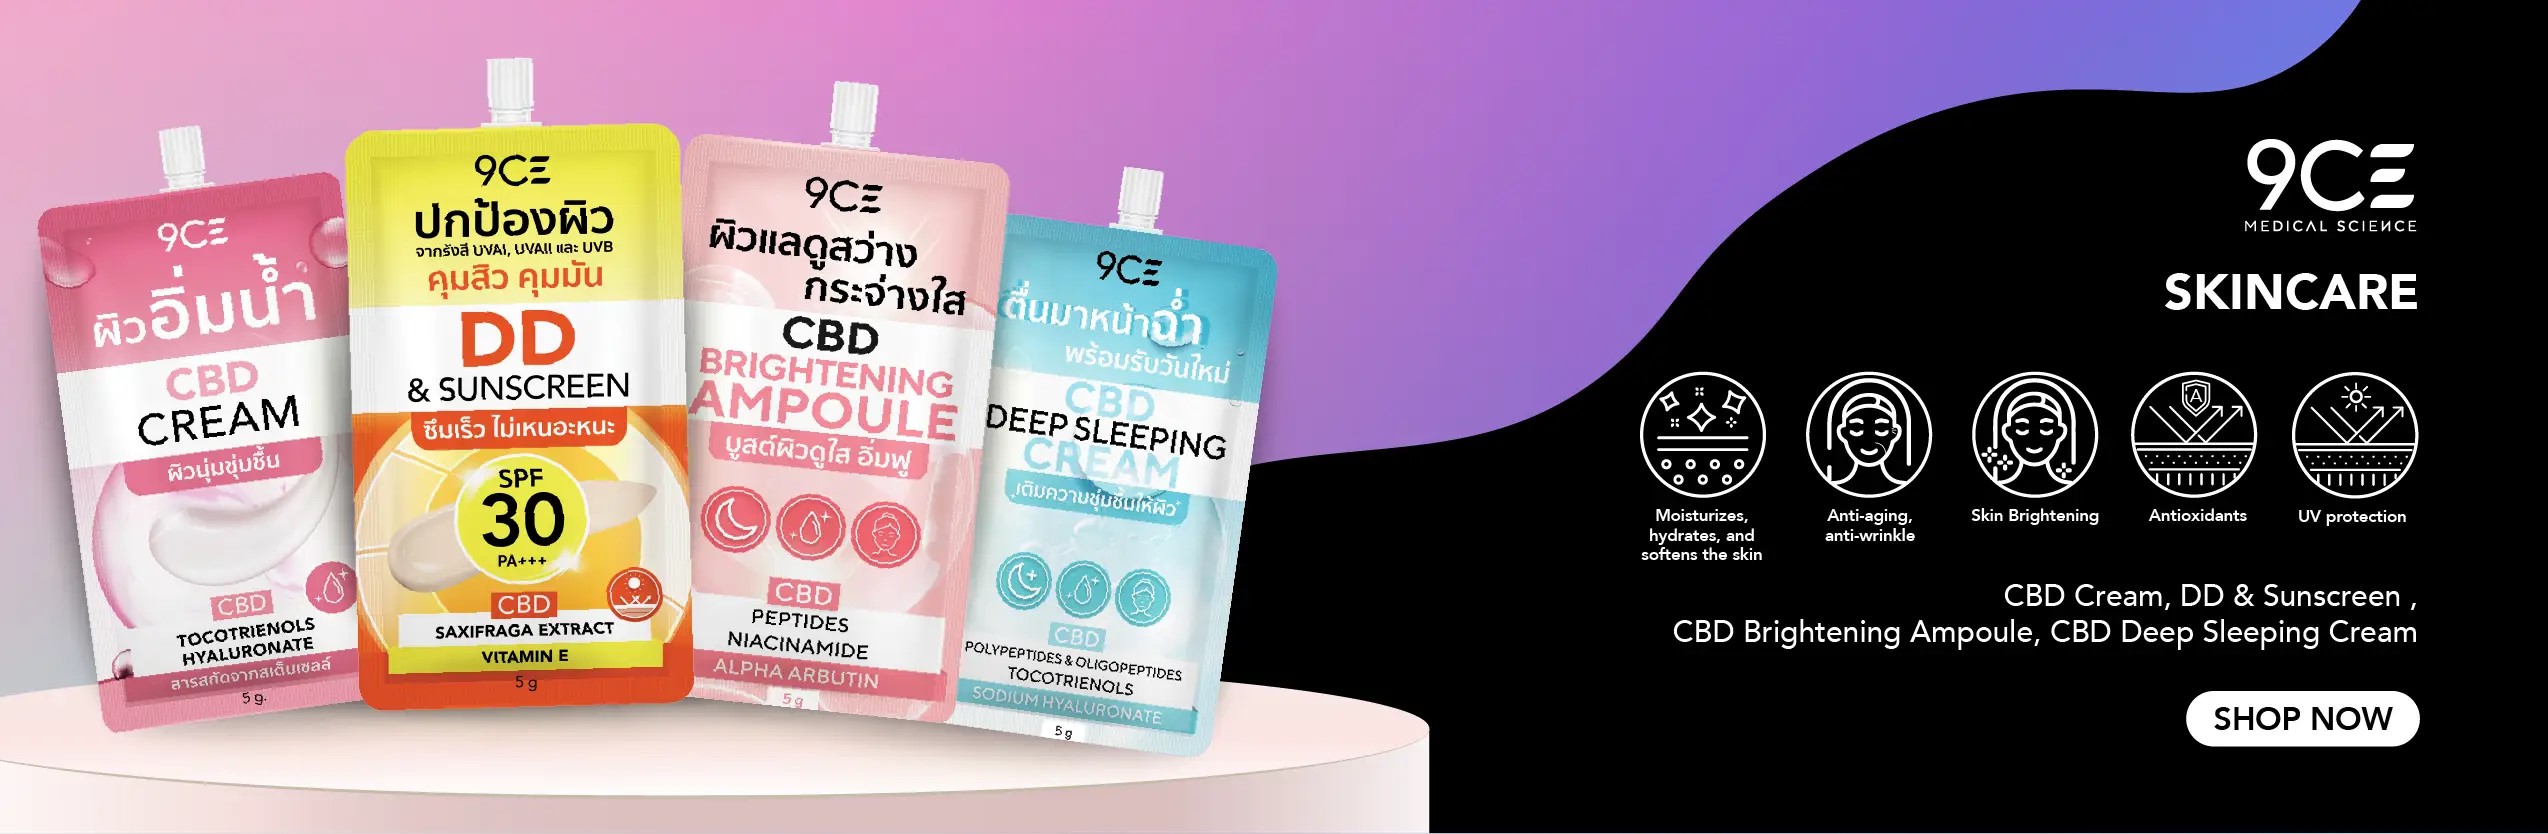 9CE
ผิวอิ่มน้ำ
CBD
CREAM
ผิวนุ่มชุ่มชื้น
CBD
TOCOTRIENOLS
HYALURONATE
สารสกัดจากสเต็มเซลล์
5 g.
9CE
ปกป้องผิว
จากรังสี UVAI, UVAII และ UVB
คุมสิว คุมมัน
DD
& SUNSCREEN
ซึมเร็ว ไม่เหนอะหนะ
SPF
30
PA+++
CBD
SAXIFRAGA EXTRACT
VITAMIN E
5 g
9CE
ผิวแลดูสว่าง
กระจ่างใส
CBD
BRIGHTENING
AMPOULE
บูสต์ผิวดูใส อิ่มฟู
CBD
PEPTIDES
NIACINAMIDE
ALPHA ARBUTIN
5 g
9CE
ตื่นมาหน้าฉ่ำ
พร้อมรับวันใหม่
CBD
DEEP SLEEPING
CREAM
เติมความชุ่มชื้นให้ผิว
CBD
POLYPEPTIDES & OLIGOPEPTIDES
TOCOTRIENOLS
SODIUM HYALURONATE
5 g
9CE
MEDICAL SCIENCE
SKINCARE
A
Moisturizes,
hydrates, and
softens the skin
Anti-aging,
anti-wrinkle
Skin Brightening
Antioxidants
UV protection
CBD Cream, DD & Sunscreen ,
CBD Brightening Ampoule, CBD Deep Sleeping Cream
SHOP NOW